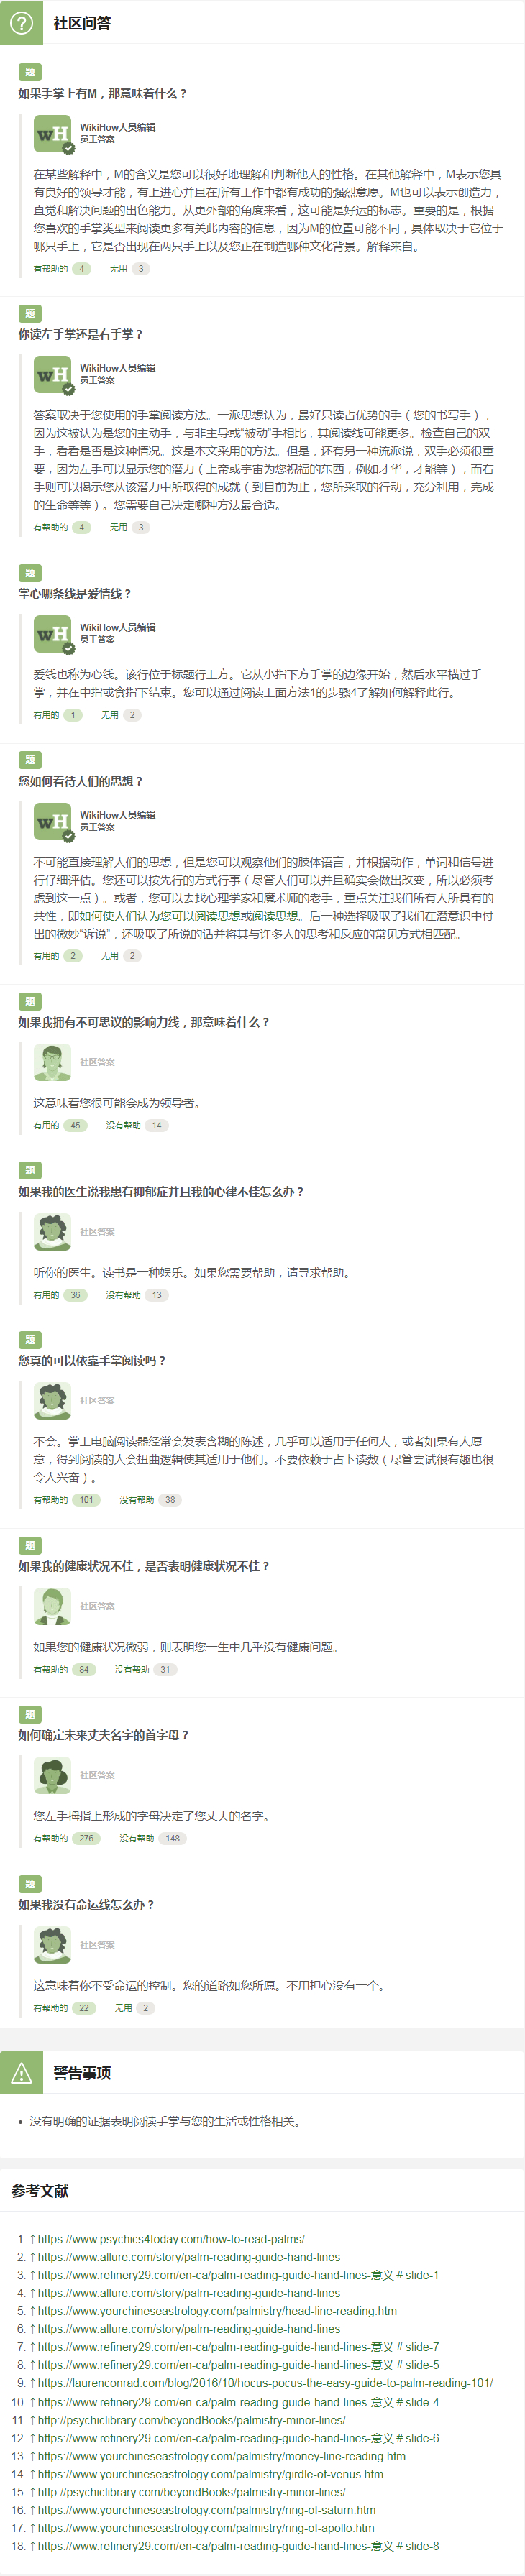 社区问答
题
如果手掌上有M，那意味着什么？
WikiHow人员编辑
员工答案
在某些解释中，M的含义是您可以很好地理解和判断他人的性格。在其他解释中，M表示您具
有良好的领导才能，有上进心并且在所有工作中都有成功的强烈意愿。M也可以表示创造力，
直觉和解决问题的出色能力。从更外部的角度来看，这可能是好运的标志。重要的是，根据
您喜欢的手掌类型来阅读更多有关此内容的信息，因为M的位置可能不同，具体取决于它位于
哪只手上，它是否出现在两只手上以及您正在制造哪种文化背景。解释来自。
有帮助的 4 无用 3
题
你读左手掌还是右手掌？
WikiHow人员编辑
员工答案
答案取决于您使用的手掌阅读方法。一派思想认为，最好只读占优势的手（您的书写手），
因为这被认为是您的主动手，与非主导或“被动”手相比，其阅读线可能更多。检查自己的双
手，看看是否是这种情况。这是本文采用的方法。但是，还有另一种流派说，双手必须很重
要，因为左手可以显示您的潜力（上帝或宇宙为您祝福的东西，例如才华，才能等），而右
手则可以揭示您从该潜力中所取得的成就（到目前为止，您所采取的行动，充分利用，完成
的生命等等）。您需要自己决定哪种方法最合适。
有帮助的 4 无用 3
题
掌心哪条线是爱情线？
WikiHow人员编辑
员工答案
爱线也称为心线。该行位于标题行上方。它从小指下方手掌的边缘开始，然后水平横过手
掌，并在中指或食指下结束。您可以通过阅读上面方法1的步骤4了解如何解释此行。
有用的 1 无用 2
题
您如何看待人们的思想？
WikiHow人员编辑
员工答案
不可能直接理解人们的思想，但是您可以观察他们的肢体语言，并根据动作，单词和信号进
行仔细评估。您还可以按先行的方式行事（尽管人们可以并且确实会做出改变，所以必须考
虑到这一点）。或者，您可以去找心理学家和魔术师的老手，重点关注我们所有人所具有的
共性，即如何使人们认为您可以阅读思想或阅读思想。后一种选择吸取了我们在潜意识中付
出的微妙“诉说”，还吸取了所说的话并将其与许多人的思考和反应的常见方式相匹配。
有用的 2 无用 2
题
如果我拥有不可思议的影响力线，那意味着什么？
社区答案
这意味着您很可能会成为领导者。
有用的 45 没有帮助 14
题
如果我的医生说我患有抑郁症并且我的心律不佳怎么办？
社区答案
听你的医生。读书是一种娱乐。如果您需要帮助，请寻求帮助。
有用的 36 没有帮助 13
题
您真的可以依靠手掌阅读吗？
社区答案
不会。掌上电脑阅读器经常会发表含糊的陈述，几乎可以适用于任何人，或者如果有人愿
意，得到阅读的人会扭曲逻辑使其适用于他们。不要依赖于占卜读数（尽管尝试很有趣也很
令人兴奋）。
有帮助的 101 没有帮助 38
题
如果我的健康状况不佳，是否表明健康状况不佳？
社区答案
如果您的健康状况微弱，则表明您一生中几乎没有健康问题。
有帮助的 84 没有帮助 31
题
如何确定未来丈夫名字的首字母？
社区答案
您左手拇指上形成的字母决定了您丈夫的名字。
有帮助的 276 没有帮助 148
题
如果我没有命运线怎么办？
社区答案
这意味着你不受命运的控制。您的道路如您所愿。不用担心没有一个。
有帮助的 22 无用 2
警告事项
• 没有明确的证据表明阅读手掌与您的生活或性格相关。
参考文献
1. ↑https://www.psychics4today.com/how-to-read-palms/
2. ↑https://www.allure.com/story/palm-reading-guide-hand-lines
3. ↑https://www.refinery29.com/en-ca/palm-reading-guide-hand-lines-意义＃slide-1
4. ↑https://www.allure.com/story/palm-reading-guide-hand-lines
5. ↑https://www.yourchineseastrology.com/palmistry/head-line-reading.htm
6. ↑https://www.allure.com/story/palm-reading-guide-hand-lines
7. ↑https://www.refinery29.com/en-ca/palm-reading-guide-hand-lines-意义＃slide-7
8. ↑https://www.refinery29.com/en-ca/palm-reading-guide-hand-lines-意义＃slide-5
9. ↑https://laurenconrad.com/blog/2016/10/hocus-pocus-the-easy-guide-to-palm-reading-101/
10. ↑https://www.refinery29.com/en-ca/palm-reading-guide-hand-lines-意义＃slide-4
11. ↑http://psychiclibrary.com/beyondBooks/palmistry-minor-lines/
12. ↑https://www.refinery29.com/en-ca/palm-reading-guide-hand-lines-意义＃slide-6
13. ↑https://www.yourchineseastrology.com/palmistry/money-line-reading.htm
14. ↑https://www.yourchineseastrology.com/palmistry/girdle-of-venus.htm
15. ↑http://psychiclibrary.com/beyondBooks/palmistry-minor-lines/
16. ↑https://www.yourchineseastrology.com/palmistry/ring-of-saturn.htm
17. ↑https://www.yourchineseastrology.com/palmistry/ring-of-apollo.htm
18. ↑https://www.refinery29.com/en-ca/palm-reading-guide-hand-lines-意义＃slide-8